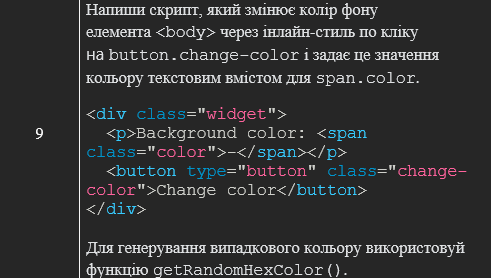 Напиши скрипт, який змінює колір фону
елемента <body> через інлайн-стиль по кліку
на button.change-color і задає це значення
кольору текстовим вмістом для span.color.
<div class="widget">
9
<p>Background color: <span
class="color">-</span></p>
<button type="button" class="change-
color">Change color</button>
</div>
Для генерування випадкового кольору використовуй
функцію getRandomHexColor().